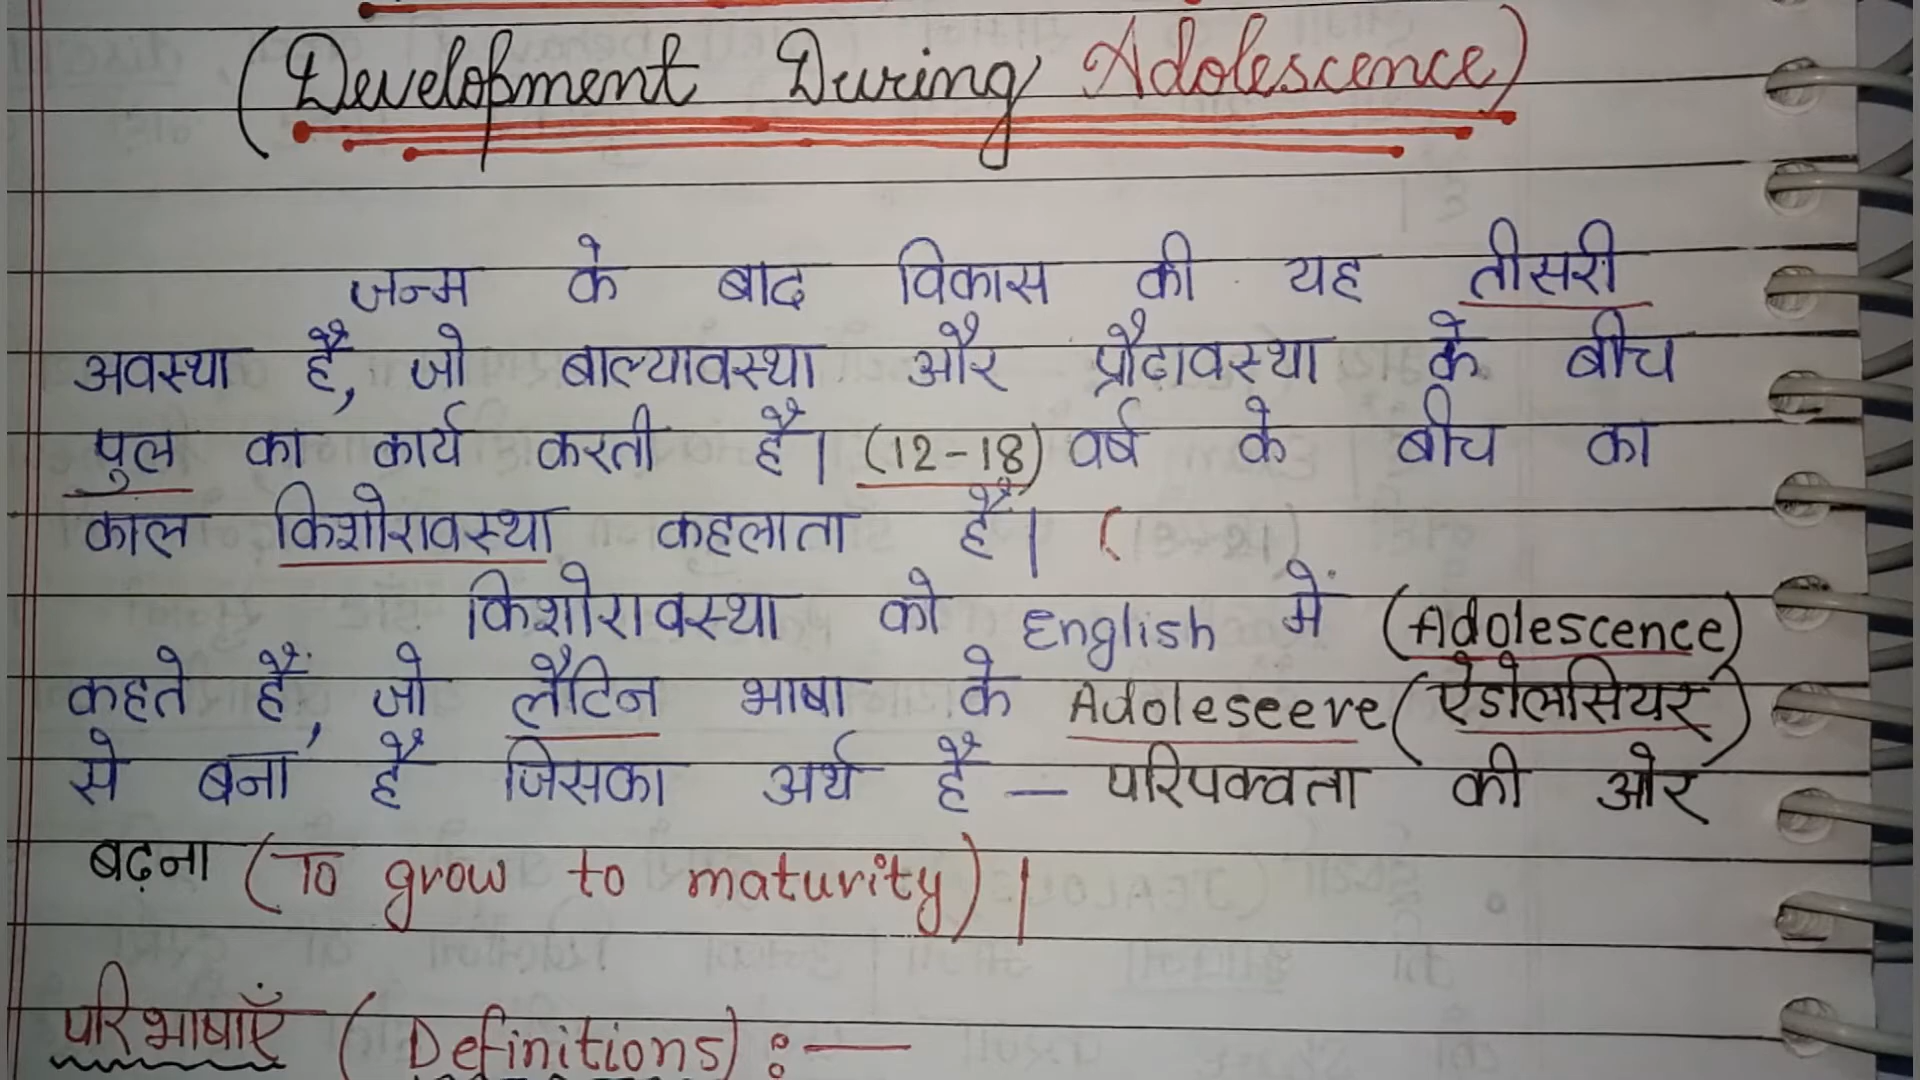 (Development During Adolescence)
जन्म के बाद विकास की यह तीसरी
अवस्था है, जो बाल्यावस्था और प्रौढावस्था के बीच
पुल का कार्य करती है। (12-18) वर्ष के बीच का
काल किशोरावस्था कहलाता है। (
किशोरावस्था को English में (Adolescence)
कहते हैं, जो लैटिन भाषा के Adoleseere (ऐडोलेसियर)
से बना है जिसका अर्थ है — परिपक्वता की ओर
बढ़ना (To grow to maturity)।
परिभाषाएँ (Definitions) :—